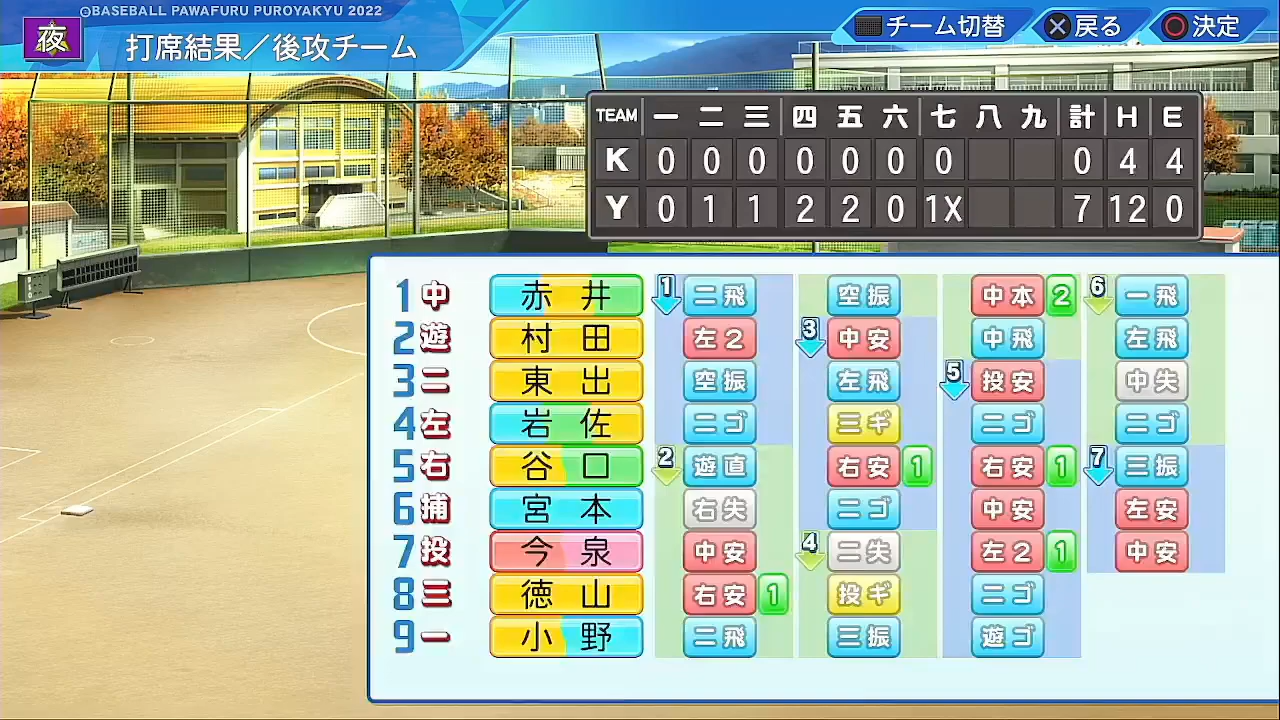 ©BASEBALL PAWAFURU PUROYAKYU 2022
夜 打席結果／後攻チーム チーム切替 戻る 決定
TEAM 一 二 三 四 五 六 七 八 九 計 H E
K 0 0 0 0 0 0 0 0 4 4
Y 0 1 1 2 2 0 1X 7 12 0
1 中 赤井 1 二飛 空振 中本 2 6 一飛
2 遊 村田 左2 3 中安 中飛 左飛
3 二 東出 空振 左飛 5 投安 中失
4 左 岩佐 二ゴ 三ギ 二ゴ 二ゴ
5 右 谷口 2 遊直 右安 1 右安 1 7 三振
6 捕 宮本 右失 二ゴ 中安 左安
7 投 今泉 中安 4 二失 左2 1 中安
8 三 徳山 右安 1 投ギ 二ゴ
9 一 小野 二飛 三振 遊ゴ